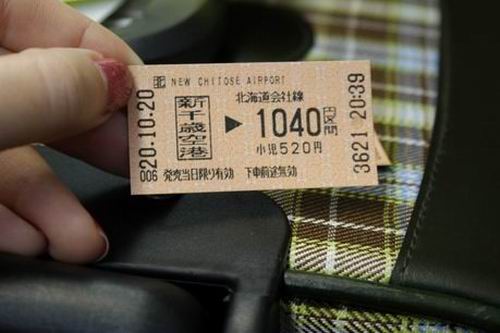 北 NEW CHITOSE AIRPORT
北海道会社線
新千歳空港 ▶ 1040円区間
小児520円
20.10.20
006 発売当日限り有効 下車前途無効
3621 20:39